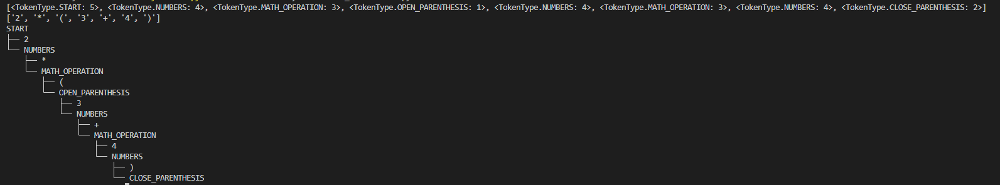 [<TokenType.START: 5>, <TokenType.NUMBERS: 4>, <TokenType.MATH_OPERATION: 3>, <TokenType.OPEN_PARENTHESIS: 1>, <TokenType.NUMBERS: 4>, <TokenType.MATH_OPERATION: 3>, <TokenType.NUMBERS: 4>, <TokenType.CLOSE_PARENTHESIS: 2>]
['2', '*', '(', '3', '+', '4', ')']
START
├── 2
└── NUMBERS
    ├── *
    └── MATH_OPERATION
        ├── (
        └── OPEN_PARENTHESIS
            ├── 3
            └── NUMBERS
                ├── +
                └── MATH_OPERATION
                    ├── 4
                    └── NUMBERS
                        ├── )
                        └── CLOSE_PARENTHESIS